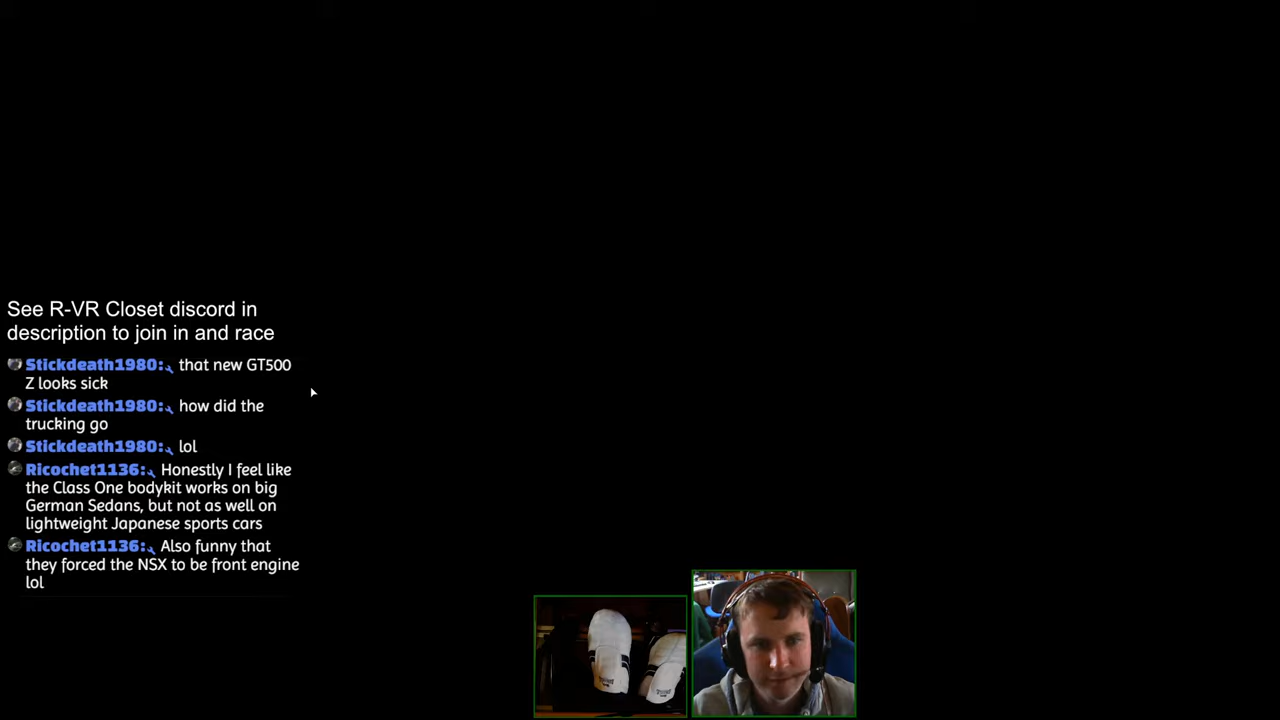 See R-VR Closet discord in
description to join in and race
Stickdeath1980: that new GT500
Z looks sick
Stickdeath1980: how did the
trucking go
Stickdeath1980: lol
Ricochet1136: Honestly I feel like
the Class One bodykit works on big
German Sedans, but not as well on
lightweight Japanese sports cars
Ricochet1136: Also funny that
they forced the NSX to be front engine
lol